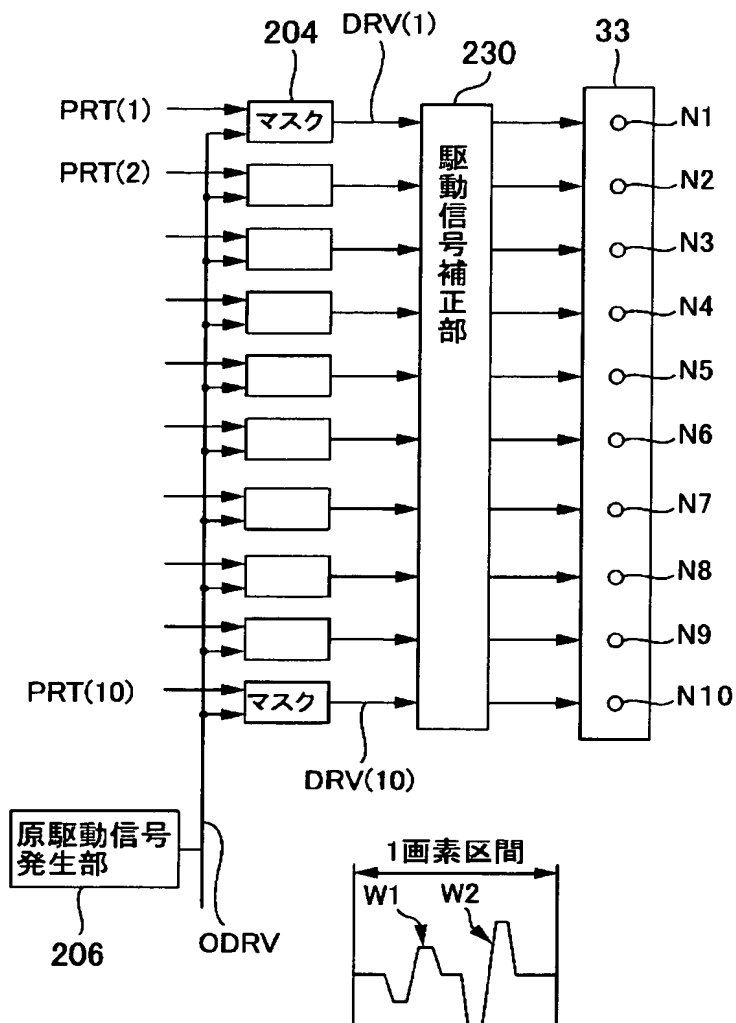 204
DRV(1)
230
33
PRT(1)
マスク
N1
PRT(2)
N2
駆動信号補正部
N3
N4
N5
N6
N7
N8
N9
PRT(10)
マスク
N10
DRV(10)
原駆動信号
発生部
206
ODRV
1画素区間
W1
W2